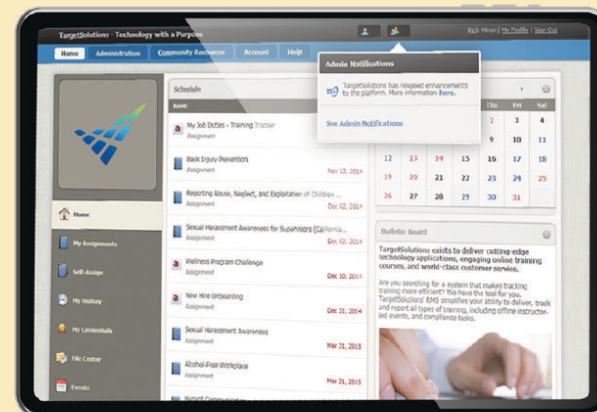 TargetSolutions - Technology with a Purpose
Rich Miron | My Profile | Sign Out
Home Administration Community Resources Account Help
Admin Notifications
TargetSolutions has released enhancements
to the platform. More information here.
See Admin Notifications
Schedule
NAME
My Job Duties - Training Tracker
Assignment
Back Injury Prevention
Assignment
Nov 12, 2014
Reporting Abuse, Neglect, and Exploitation of Children ...
Assignment
Dec 02, 2014
Sexual Harassment Awareness for Supervisors (California...
Assignment
Dec 02, 2014
Wellness Program Challenge
Assignment
Dec 10, 2014
New Hire Onboarding
Assignment
Dec 31, 2014
Sexual Harassment Awareness
Assignment
Mar 31, 2015
Alcohol-Free Workplace
Assignment
Mar 31, 2015
Hazard
Home
My Assignments
Self-Assign
My History
My Credentials
File Center
Events
Thu Fri Sat
2 3 4
9 10 11
12 13 14 15 16 17 18
19 20 21 22 23 24 25
26 27 28 29 30 31
Bulletin Board
TargetSolutions exists to deliver cutting-edge
technology applications, engaging online training
courses, and world-class customer service.
Are you searching for a system that makes tracking
training more efficient? We have the tool for you.
TargetSolutions' RMS simplifies your ability to deliver, track
and report all types of training, including offline instructor-
led events, and compliance tasks.